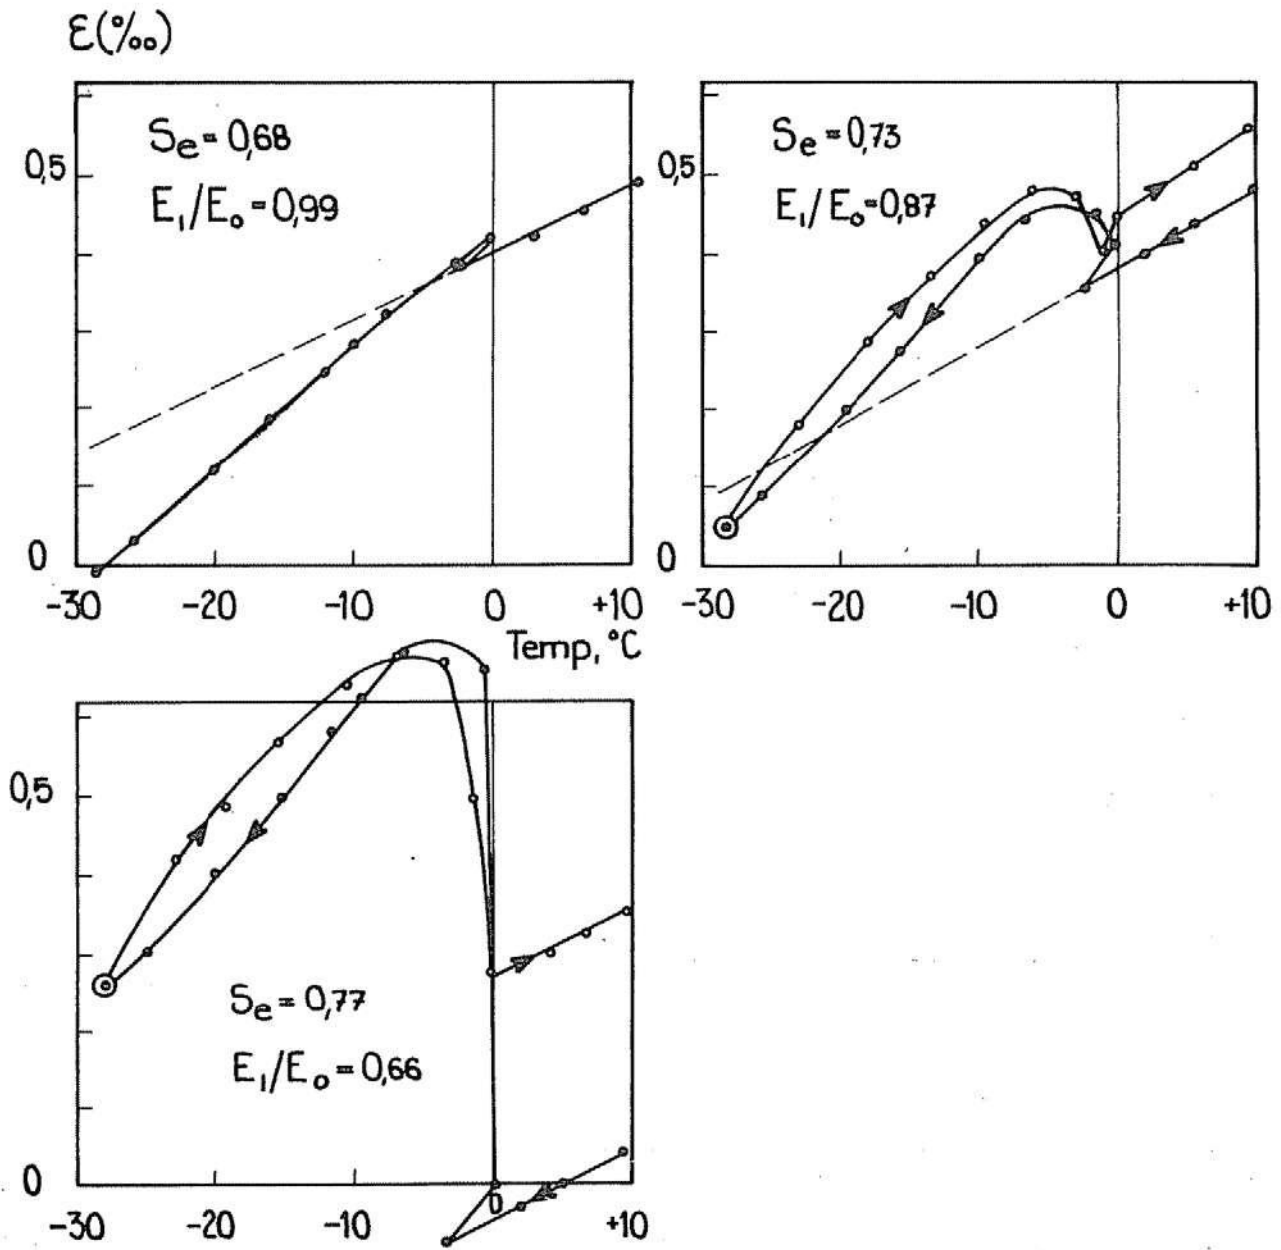 ε(‰)
Se = 0,68
E1/E0 = 0,99
0,5
0
-30 -20 -10 0 +10
Temp, °C
Se = 0,73
E1/E0 = 0,87
0,5
0
-30 -20 -10 0 +10
0,5
Se = 0,77
E1/E0 = 0,66
0
-30 -20 -10 0 +10